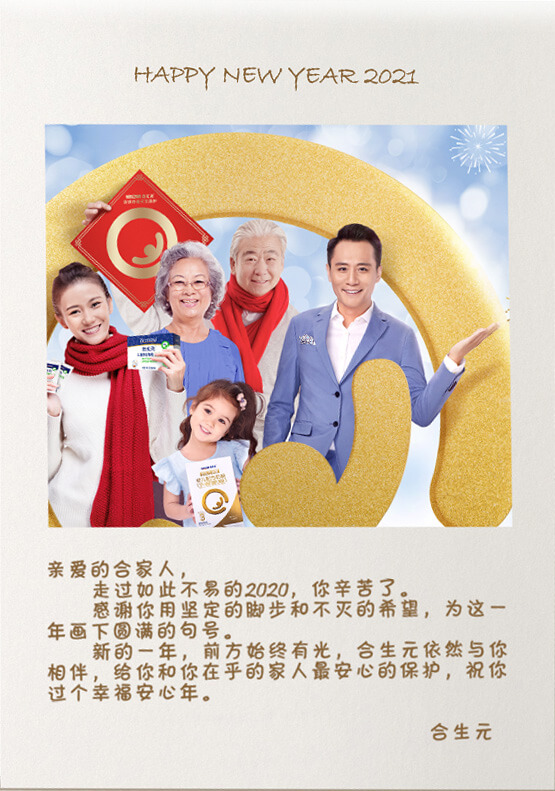 HAPPY NEW YEAR 2021
亲爱的合家人，
走过如此不易的2020，你辛苦了。
感谢你用坚定的脚步和不灭的希望，为这一
年画下圆满的句号。
新的一年，前方始终有光，合生元依然与你
相伴，给你和你在乎的家人最安心的保护，祝你
过个幸福安心年。
合生元